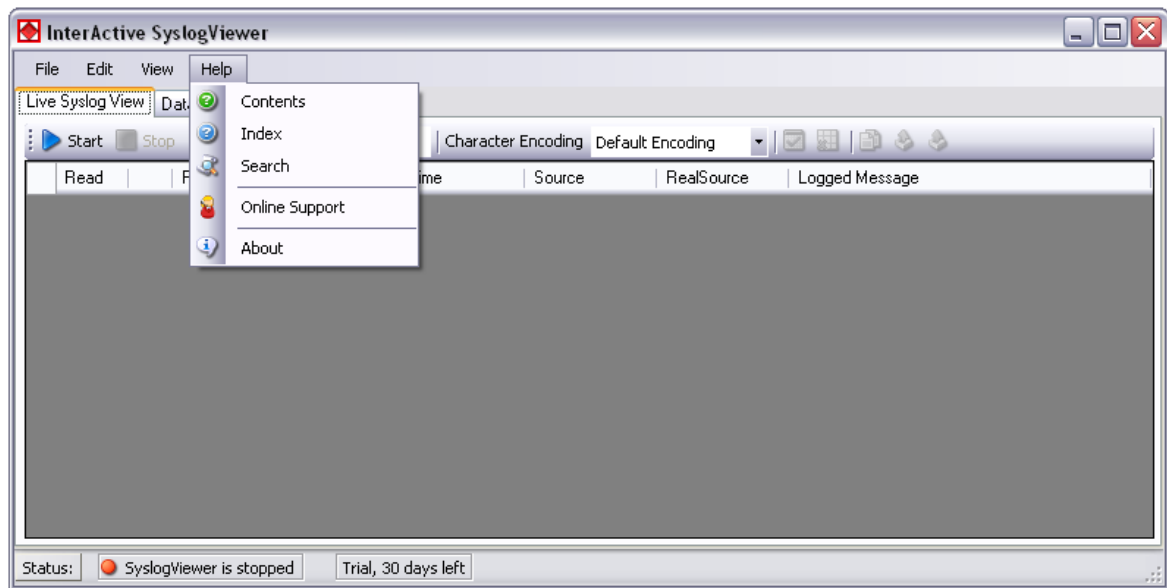 InterActive SyslogViewer
File Edit View Help
Live Syslog View
Contents
Index
Search
Online Support
About
Start Stop Character Encoding Default Encoding
Read Source RealSource Logged Message
Status: SyslogViewer is stopped Trial, 30 days left